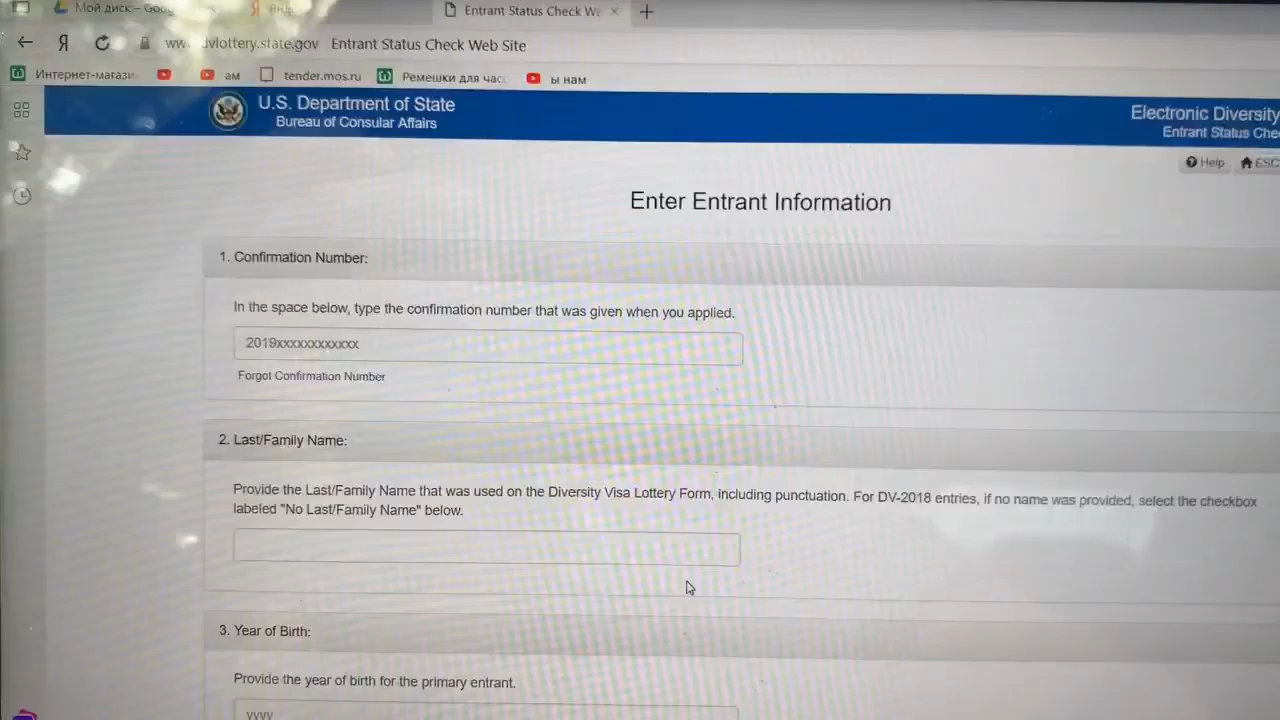 Мой диск – Goo
Entrant Status Check We
ww
vlottery.state.gov Entrant Status Check Web Site
Интернет-магази
ам
tender.mos.ru
Ремешки для час
ы нам
U.S. Department of State
Bureau of Consular Affairs
Electronic Diversity
Entrant Status Che
Help
ESC
Enter Entrant Information
1. Confirmation Number:
In the space below, type the confirmation number that was given when you applied.
2019xxxxxxxxxxxx
Forgot Confirmation Number
2. Last/Family Name:
Provide the Last/Family Name that was used on the Diversity Visa Lottery Form, including punctuation. For DV-2018 entries, if no name was provided, select the checkbox
labeled "No Last/Family Name" below.
3. Year of Birth:
Provide the year of birth for the primary entrant.
yyyy